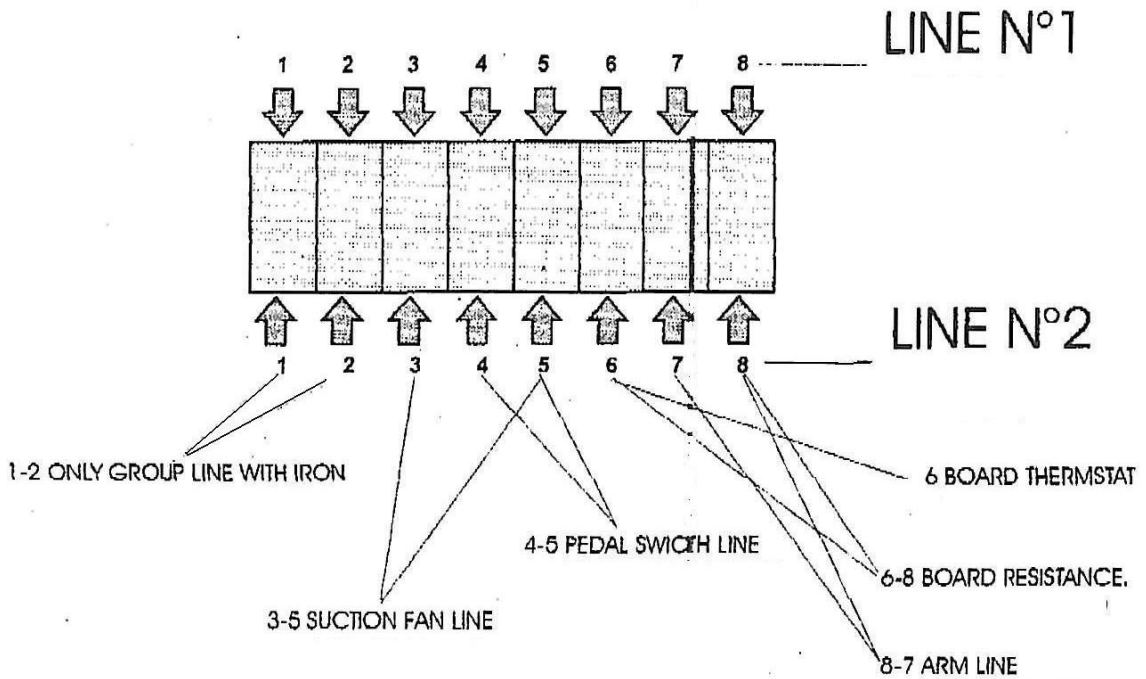 LINE N°1
1 2 3 4 5 6 7 8
LINE N°2
1 2 3 4 5 6 7 8
1-2 ONLY GROUP LINE WITH IRON
6 BOARD THERMSTAT
4-5 PEDAL SWICTH LINE
6-8 BOARD RESISTANCE.
3-5 SUCTION FAN LINE
8-7 ARM LINE